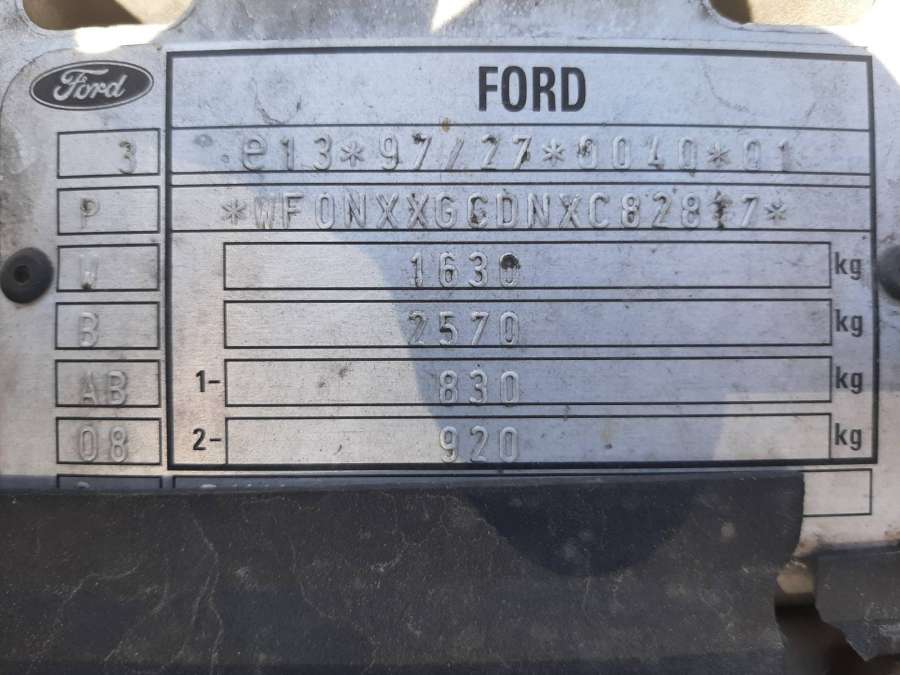 Ford
FORD
3 e13*97/27*0040*01
P *WF0NXXGCDNXC82817*
W 1630 kg
B 2570 kg
AB 1- 830 kg
08 2- 920 kg